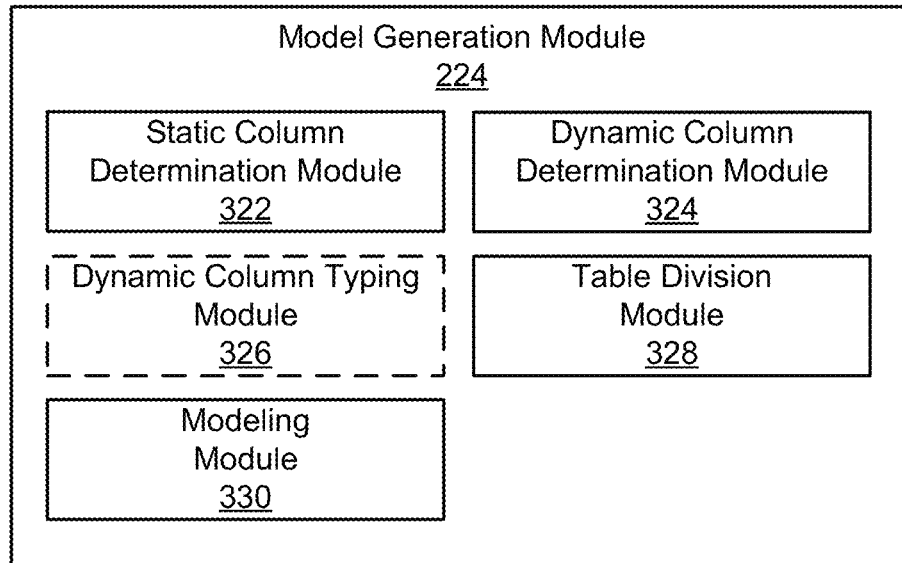 Model Generation Module
224
Static Column
Determination Module
322
Dynamic Column
Determination Module
324
Dynamic Column Typing
Module
326
Table Division
Module
328
Modeling
Module
330